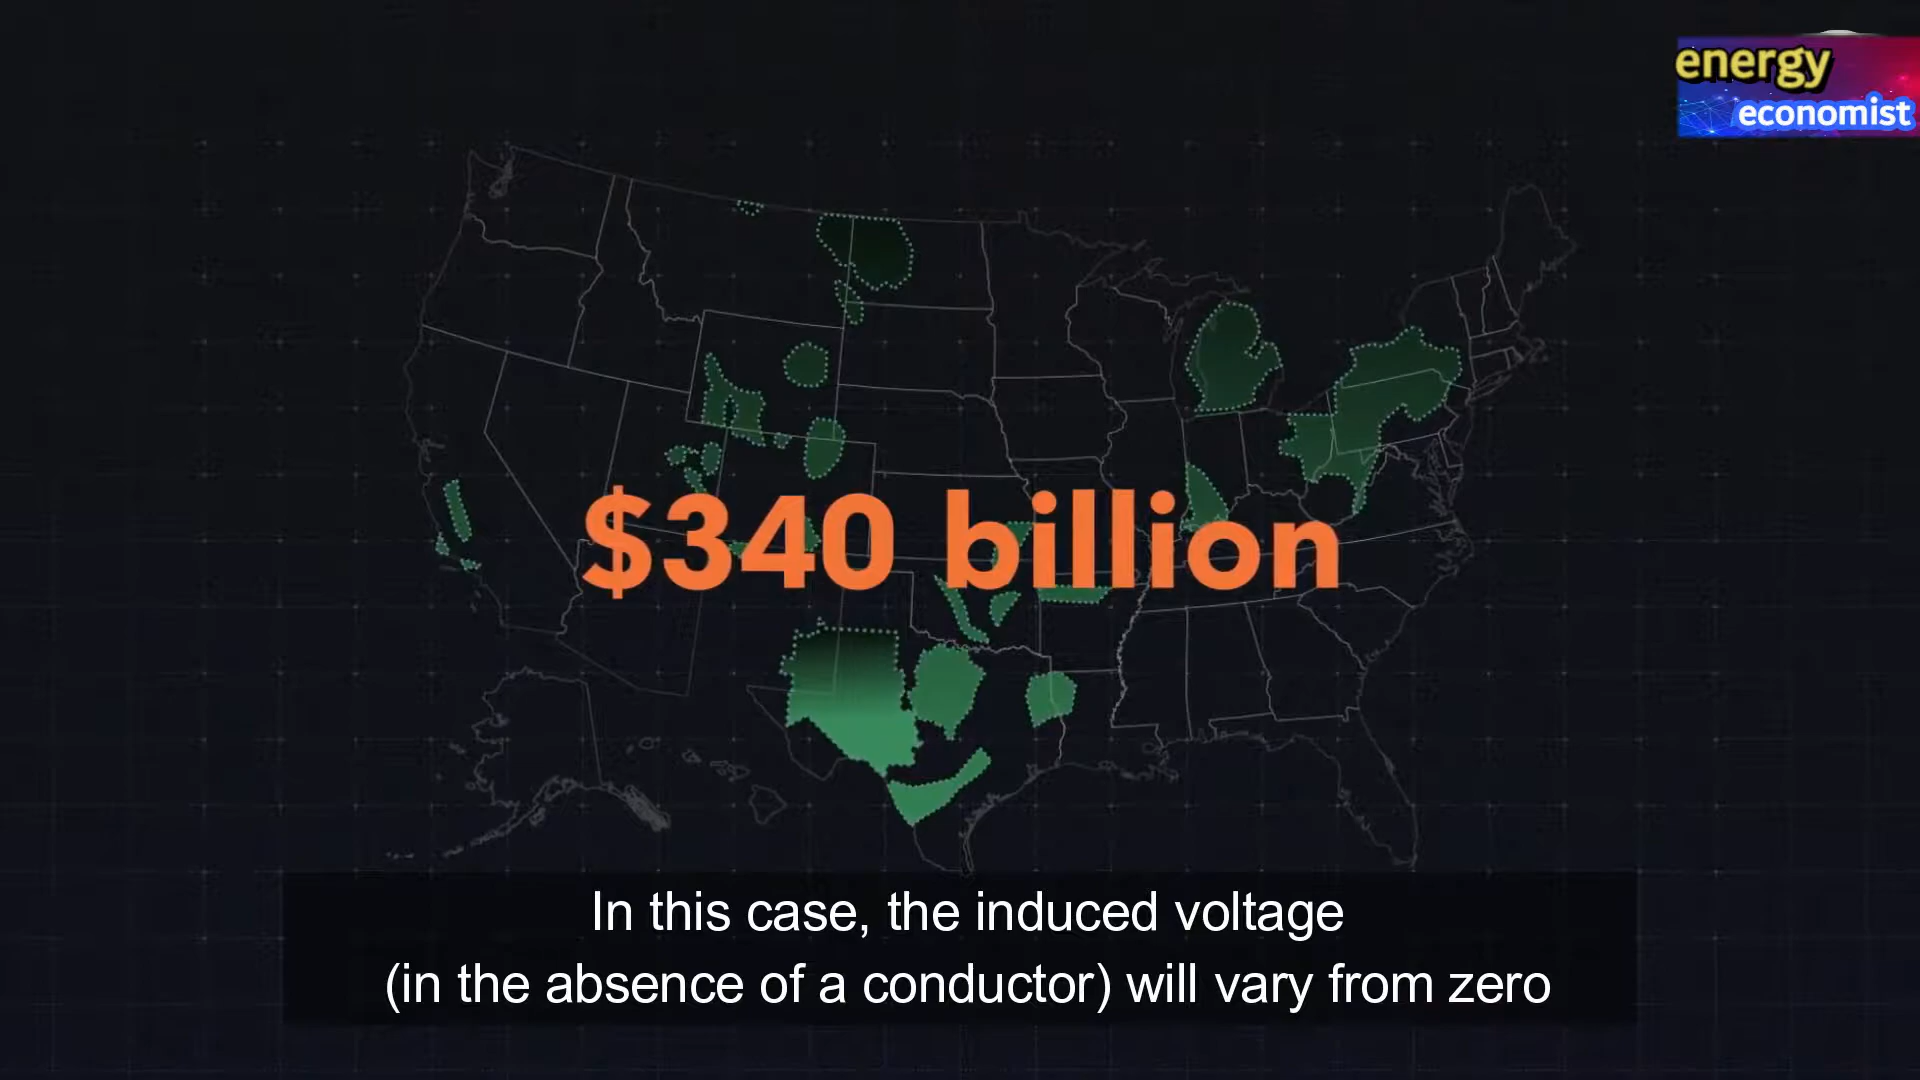 energy
economist
$340 billion
In this case, the induced voltage
(in the absence of a conductor) will vary from zero